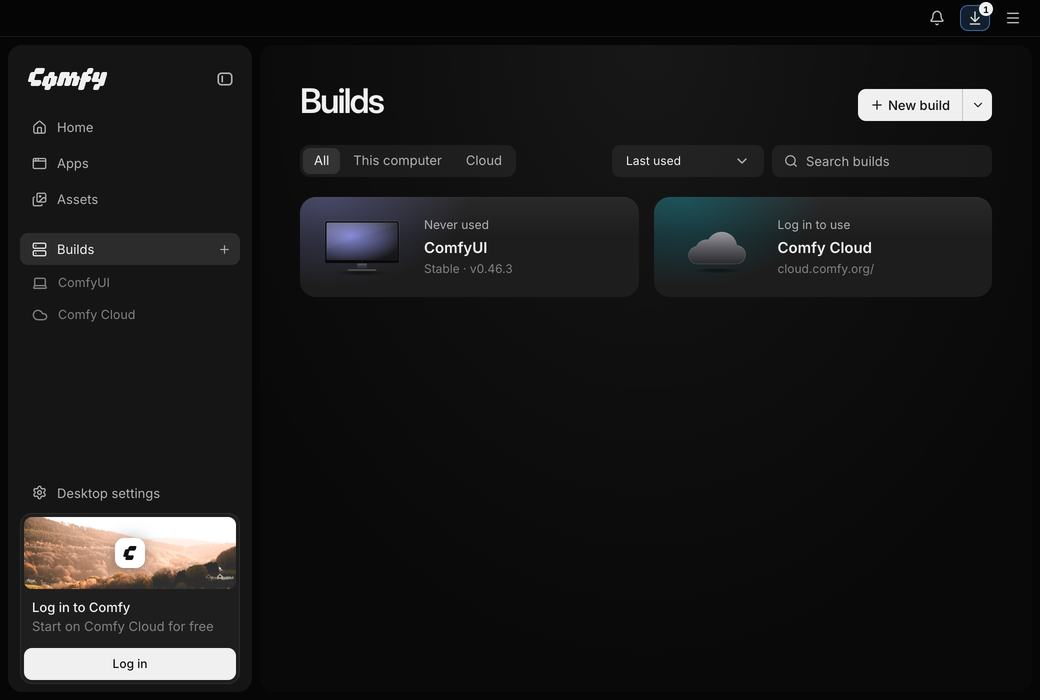 1
Comfy
Home
Apps
Assets
Builds
ComfyUI
Comfy Cloud
Desktop settings
Log in to Comfy
Start on Comfy Cloud for free
Log in
Builds
New build
All
This computer
Cloud
Last used
Search builds
Never used
ComfyUI
Stable · v0.46.3
Log in to use
Comfy Cloud
cloud.comfy.org/